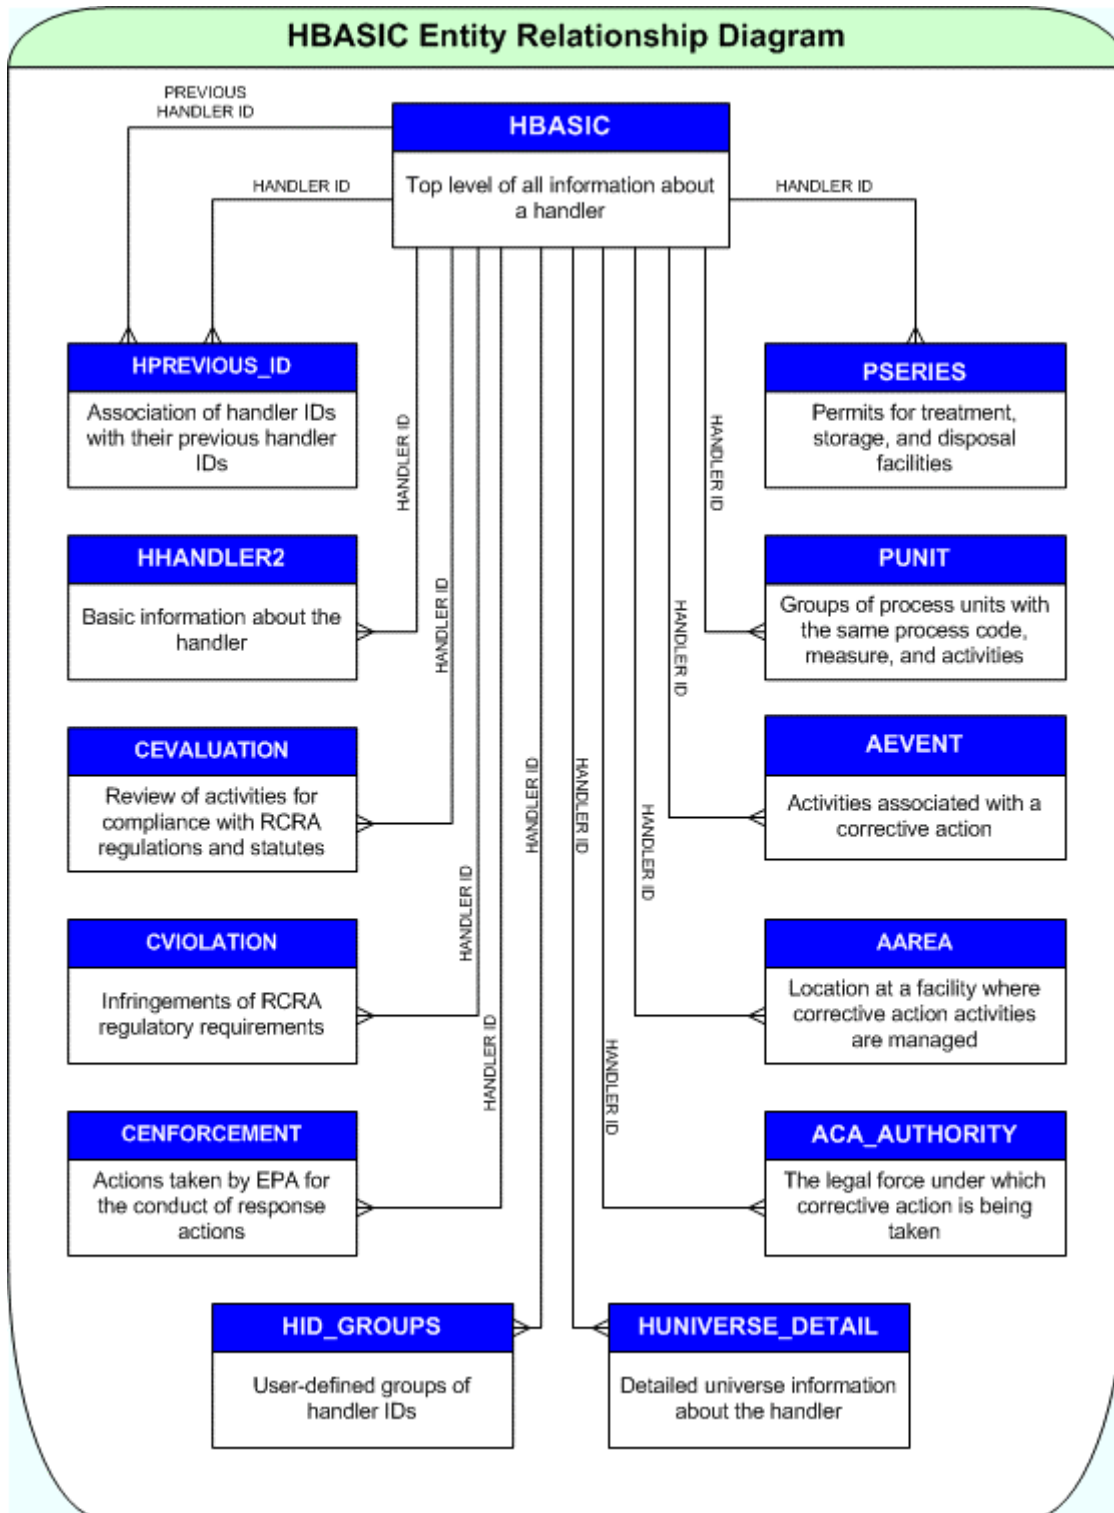 HBASIC Entity Relationship Diagram
PREVIOUS
HANDLER ID
HBASIC
Top level of all information about
a handler
HANDLER ID
HANDLER ID
HPREVIOUS_ID
Association of handler IDs
with their previous handler
IDs
PSERIES
Permits for treatment,
storage, and disposal
facilities
HANDLER ID
HANDLER ID
HHANDLER2
Basic information about the
handler
PUNIT
Groups of process units with
the same process code,
measure, and activities
HANDLER ID
HANDLER ID
CEVALUATION
Review of activities for
compliance with RCRA
regulations and statutes
AEVENT
Activities associated with a
corrective action
HANDLER ID
HANDLER ID
HANDLER ID
HANDLER ID
CVIOLATION
Infringements of RCRA
regulatory requirements
AAREA
Location at a facility where
corrective action activities
are managed
HANDLER ID
HANDLER ID
CENFORCEMENT
Actions taken by EPA for
the conduct of response
actions
ACA_AUTHORITY
The legal force under which
corrective action is being
taken
HID_GROUPS
User-defined groups of
handler IDs
HUNIVERSE_DETAIL
Detailed universe information
about the handler